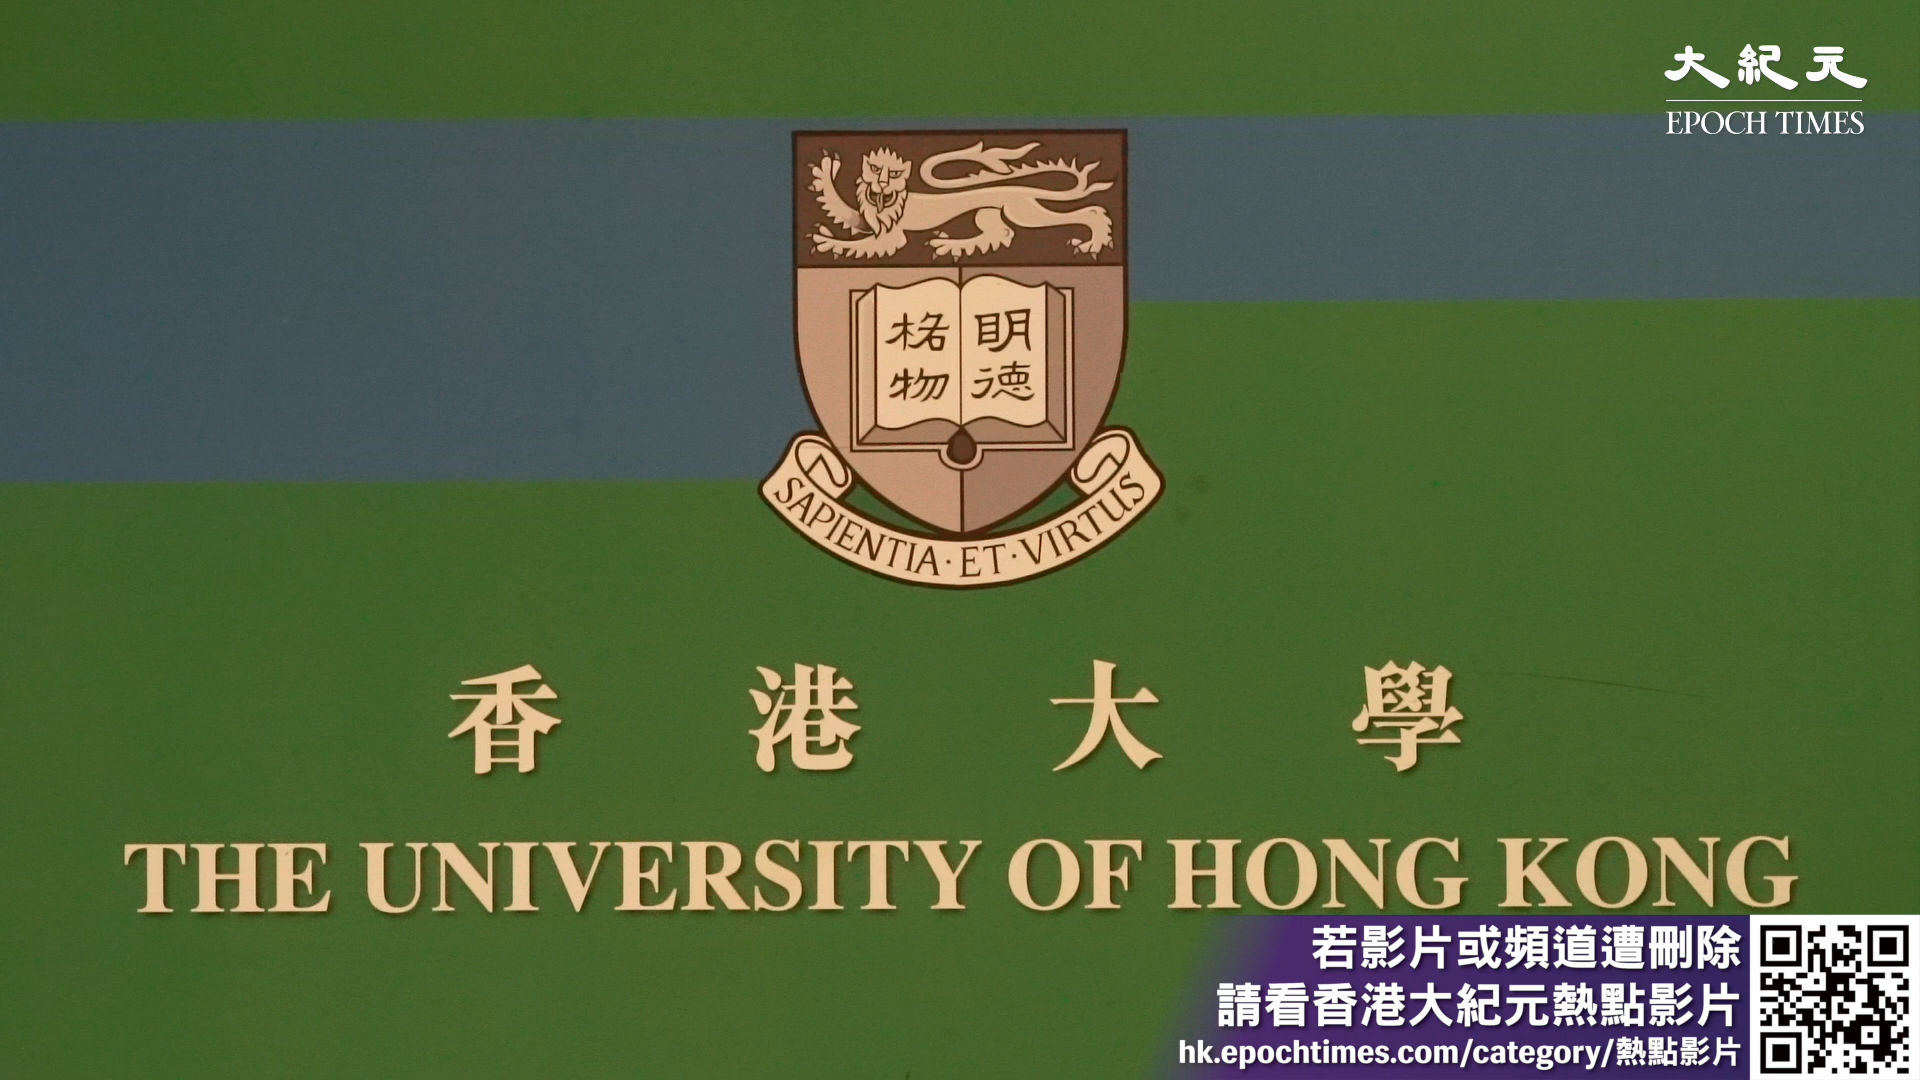 大紀元
EPOCH TIMES
明德
格物
SAPIENTIA·ET·VIRTUS
香港大學
THE UNIVERSITY OF HONG KONG
若影片或頻道遭刪除
請看香港大紀元熱點影片
hk.epochtimes.com/category/熱點影片